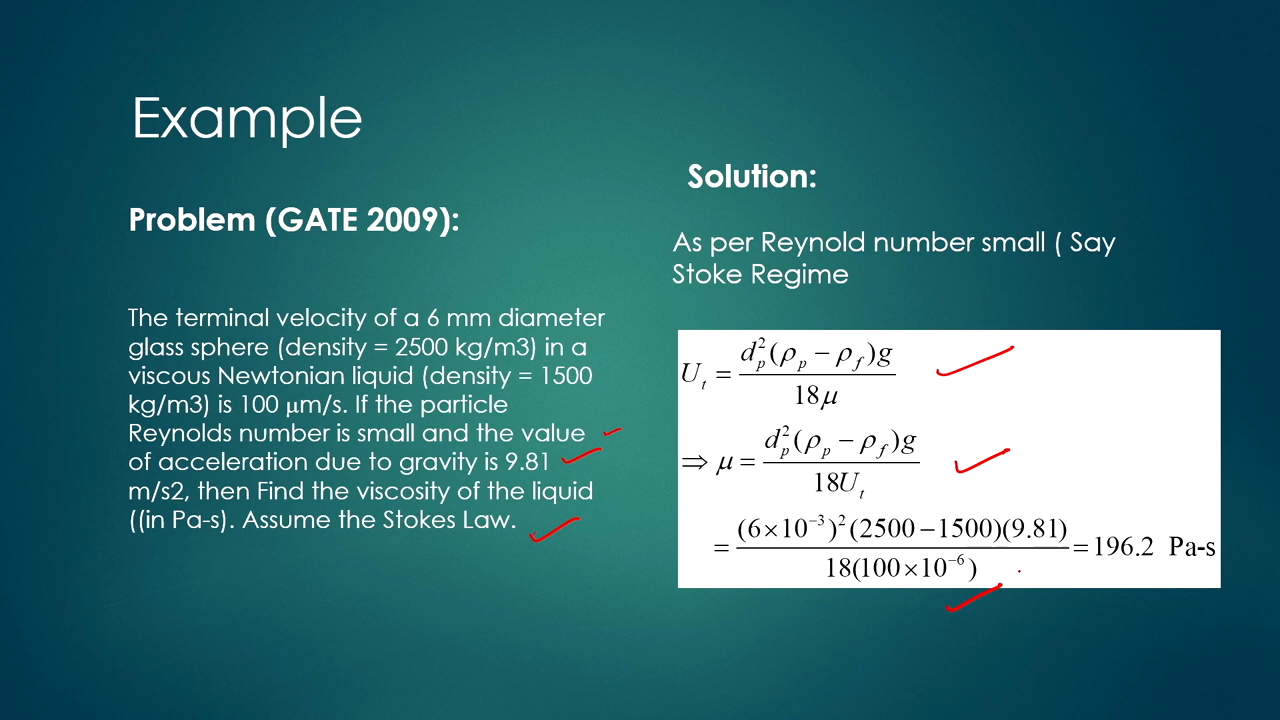 Example
Problem (GATE 2009):
The terminal velocity of a 6 mm diameter
glass sphere (density = 2500 kg/m3) in a
viscous Newtonian liquid (density = 1500
kg/m3) is 100 μm/s. If the particle
Reynolds number is small and the value
of acceleration due to gravity is 9.81
m/s2, then Find the viscosity of the liquid
((in Pa-s). Assume the Stokes Law.
Solution:
As per Reynold number small ( Say
Stoke Regime
U_t = d_p^2(ρ_p − ρ_f)g / 18μ
⇒ μ = d_p^2(ρ_p − ρ_f)g / 18U_t
= (6×10^−3)^2(2500−1500)(9.81) / 18(100×10^−6) = 196.2 Pa-s